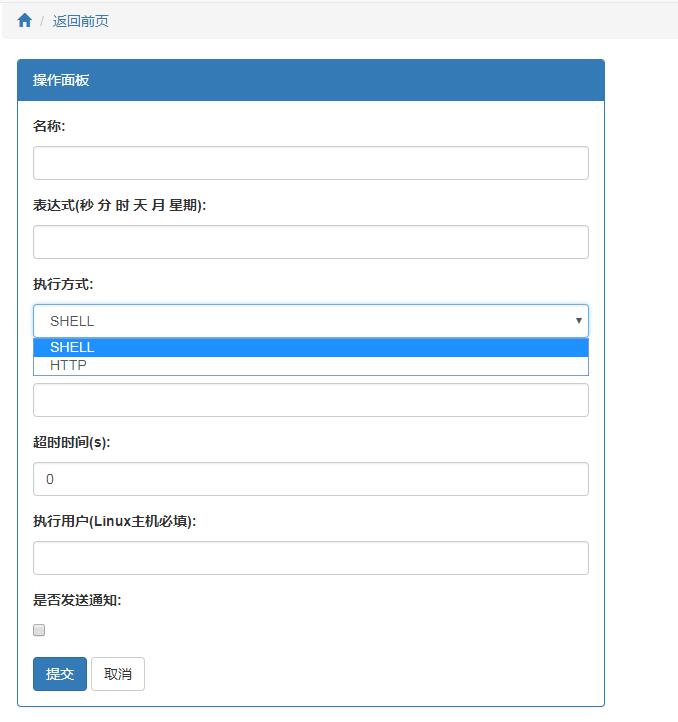 / 返回前页
操作面板
名称:
表达式(秒 分 时 天 月 星期):
执行方式:
SHELL
SHELL
HTTP
超时时间(s):
0
执行用户(Linux主机必填):
是否发送通知:
提交 取消